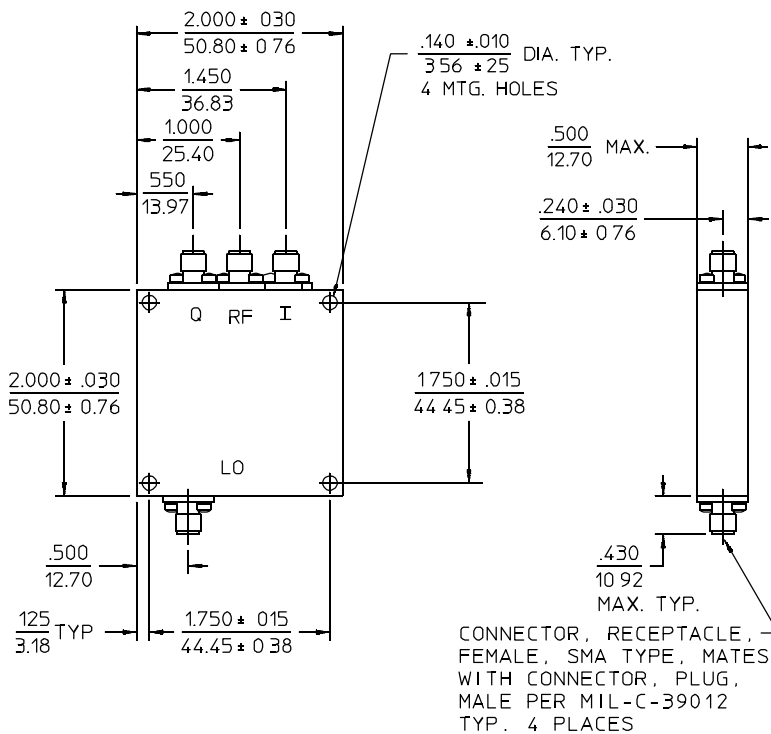 2.000 ± 030
50.80 ± 0 76
.140 ±.010
3 56 ±25
DIA. TYP.
4 MTG. HOLES
1.450
36.83
1.000
25.40
550
13.97
.500
12.70
MAX.
.240 ± .030
6.10 ± 0 76
Q RF I
2.000 ± .030
50.80 ± 0.76
1 750 ± .015
44 45 ± 0.38
LO
.500
12.70
125
3.18
TYP
1.750 ± 015
44.45 ± 0 38
.430
10 92
MAX. TYP.
CONNECTOR, RECEPTACLE,
FEMALE, SMA TYPE, MATES
WITH CONNECTOR, PLUG,
MALE PER MIL-C-39012
TYP. 4 PLACES